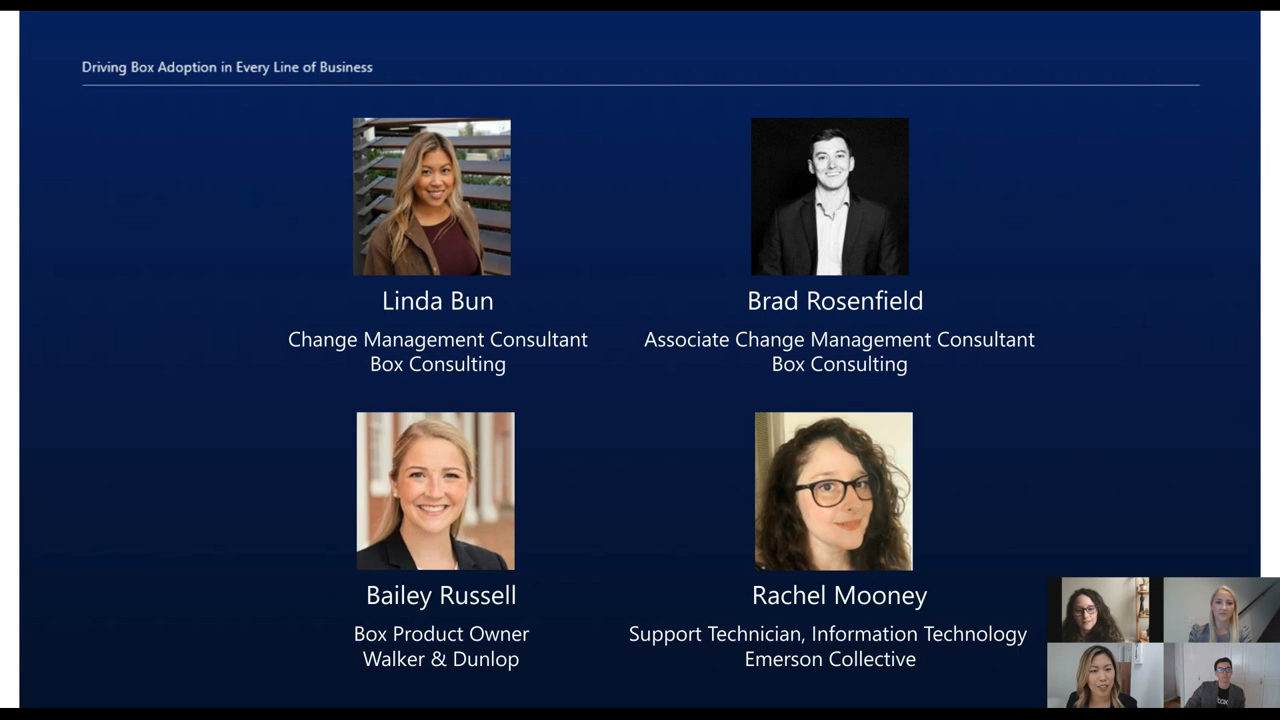 Driving Box Adoption in Every Line of Business
Linda Bun
Change Management Consultant
Box Consulting
Brad Rosenfield
Associate Change Management Consultant
Box Consulting
Bailey Russell
Box Product Owner
Walker & Dunlop
Rachel Mooney
Support Technician, Information Technology
Emerson Collective
box